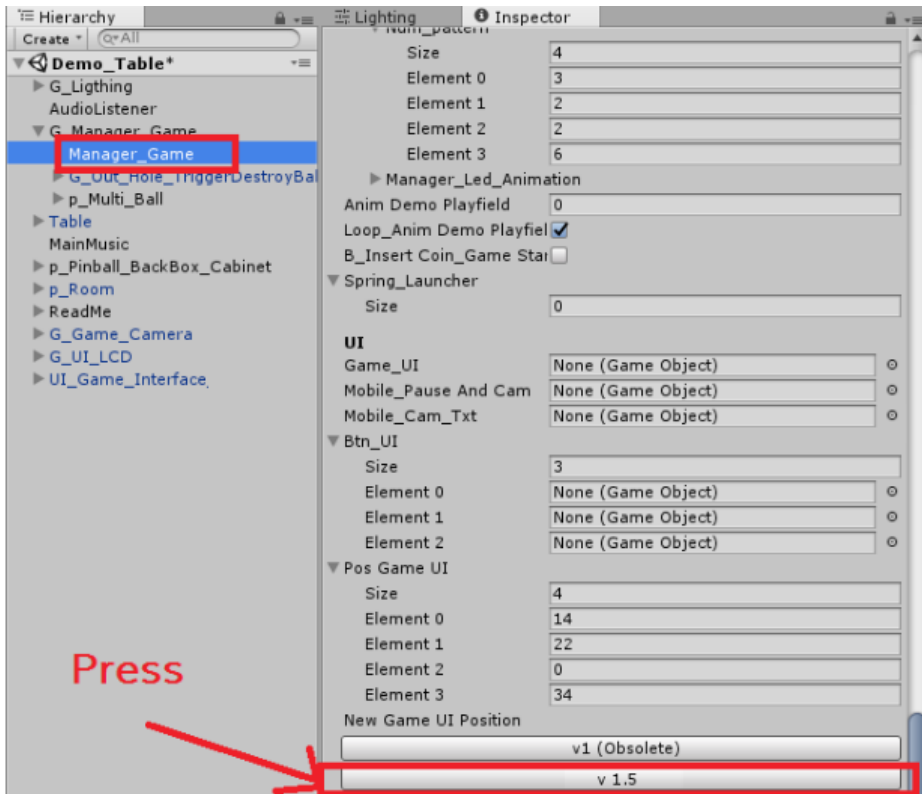 Hierarchy
Create
All
Demo_Table*
G_Ligthing
AudioListener
G_Manager_Game
Manager_Game
G_Out_Hole_TriggerDestroyBal
p_Multi_Ball
Table
MainMusic
p_Pinball_BackBox_Cabinet
p_Room
ReadMe
G_Game_Camera
G_UI_LCD
UI_Game_Interface
Press
Lighting Inspector
Num_pattern
Size 4
Element 0 3
Element 1 2
Element 2 2
Element 3 6
Manager_Led_Animation
Anim Demo Playfield 0
Loop_Anim Demo Playfiel
B_Insert Coin_Game Star
Spring_Launcher
Size 0
UI
Game_UI None (Game Object)
Mobile_Pause And Cam None (Game Object)
Mobile_Cam_Txt None (Game Object)
Btn_UI
Size 3
Element 0 None (Game Object)
Element 1 None (Game Object)
Element 2 None (Game Object)
Pos Game UI
Size 4
Element 0 14
Element 1 22
Element 2 0
Element 3 34
New Game UI Position
v1 (Obsolete)
v 1.5